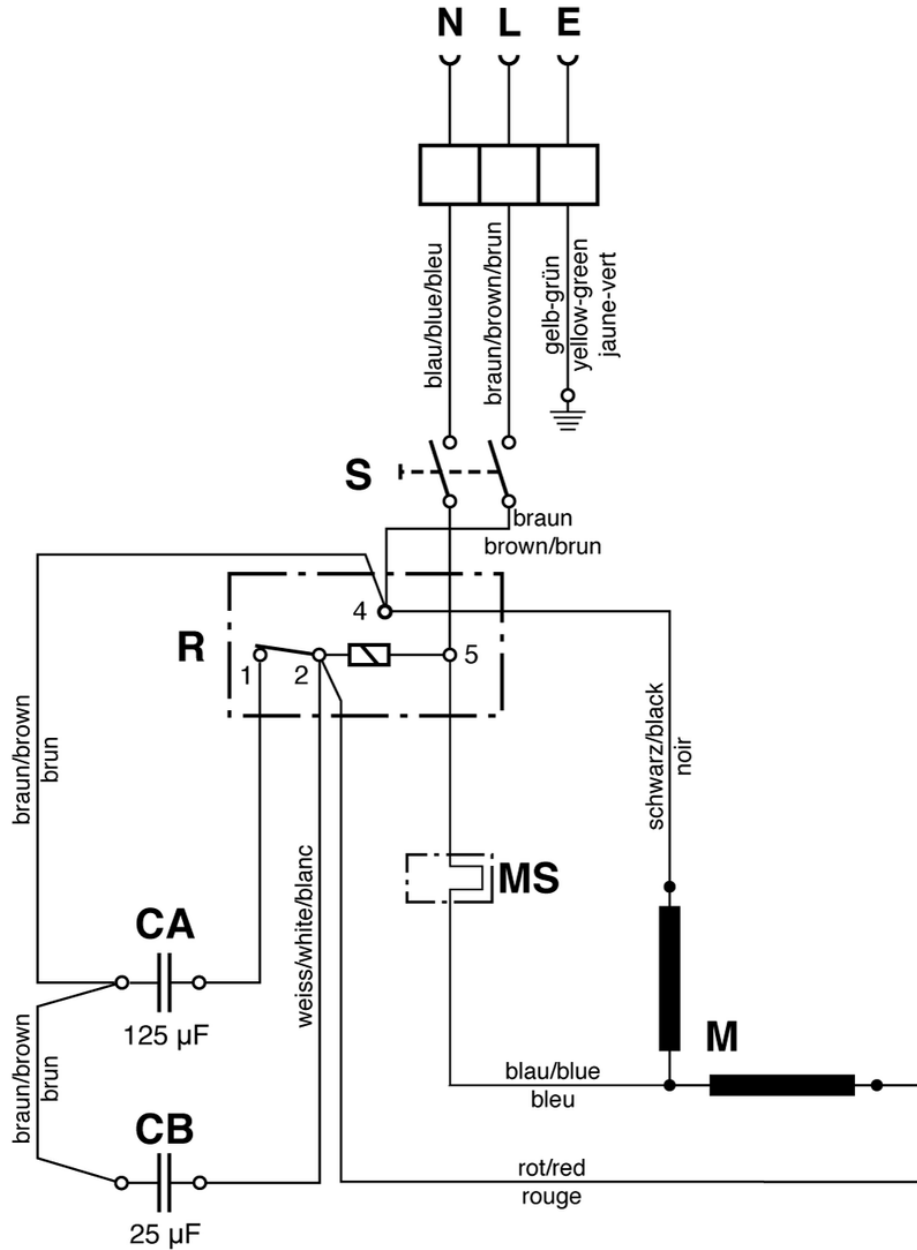 N L E
blau/blue/bleu
braun/brown/brun
gelb-grün
yellow-green
jaune-vert
S
braun
brown/brun
4
R
1
2
5
braun/brown
brun
schwarz/black
noir
MS
weiss/white/blanc
CA
125 µF
M
blau/blue
bleu
braun/brown
brun
CB
25 µF
rot/red
rouge